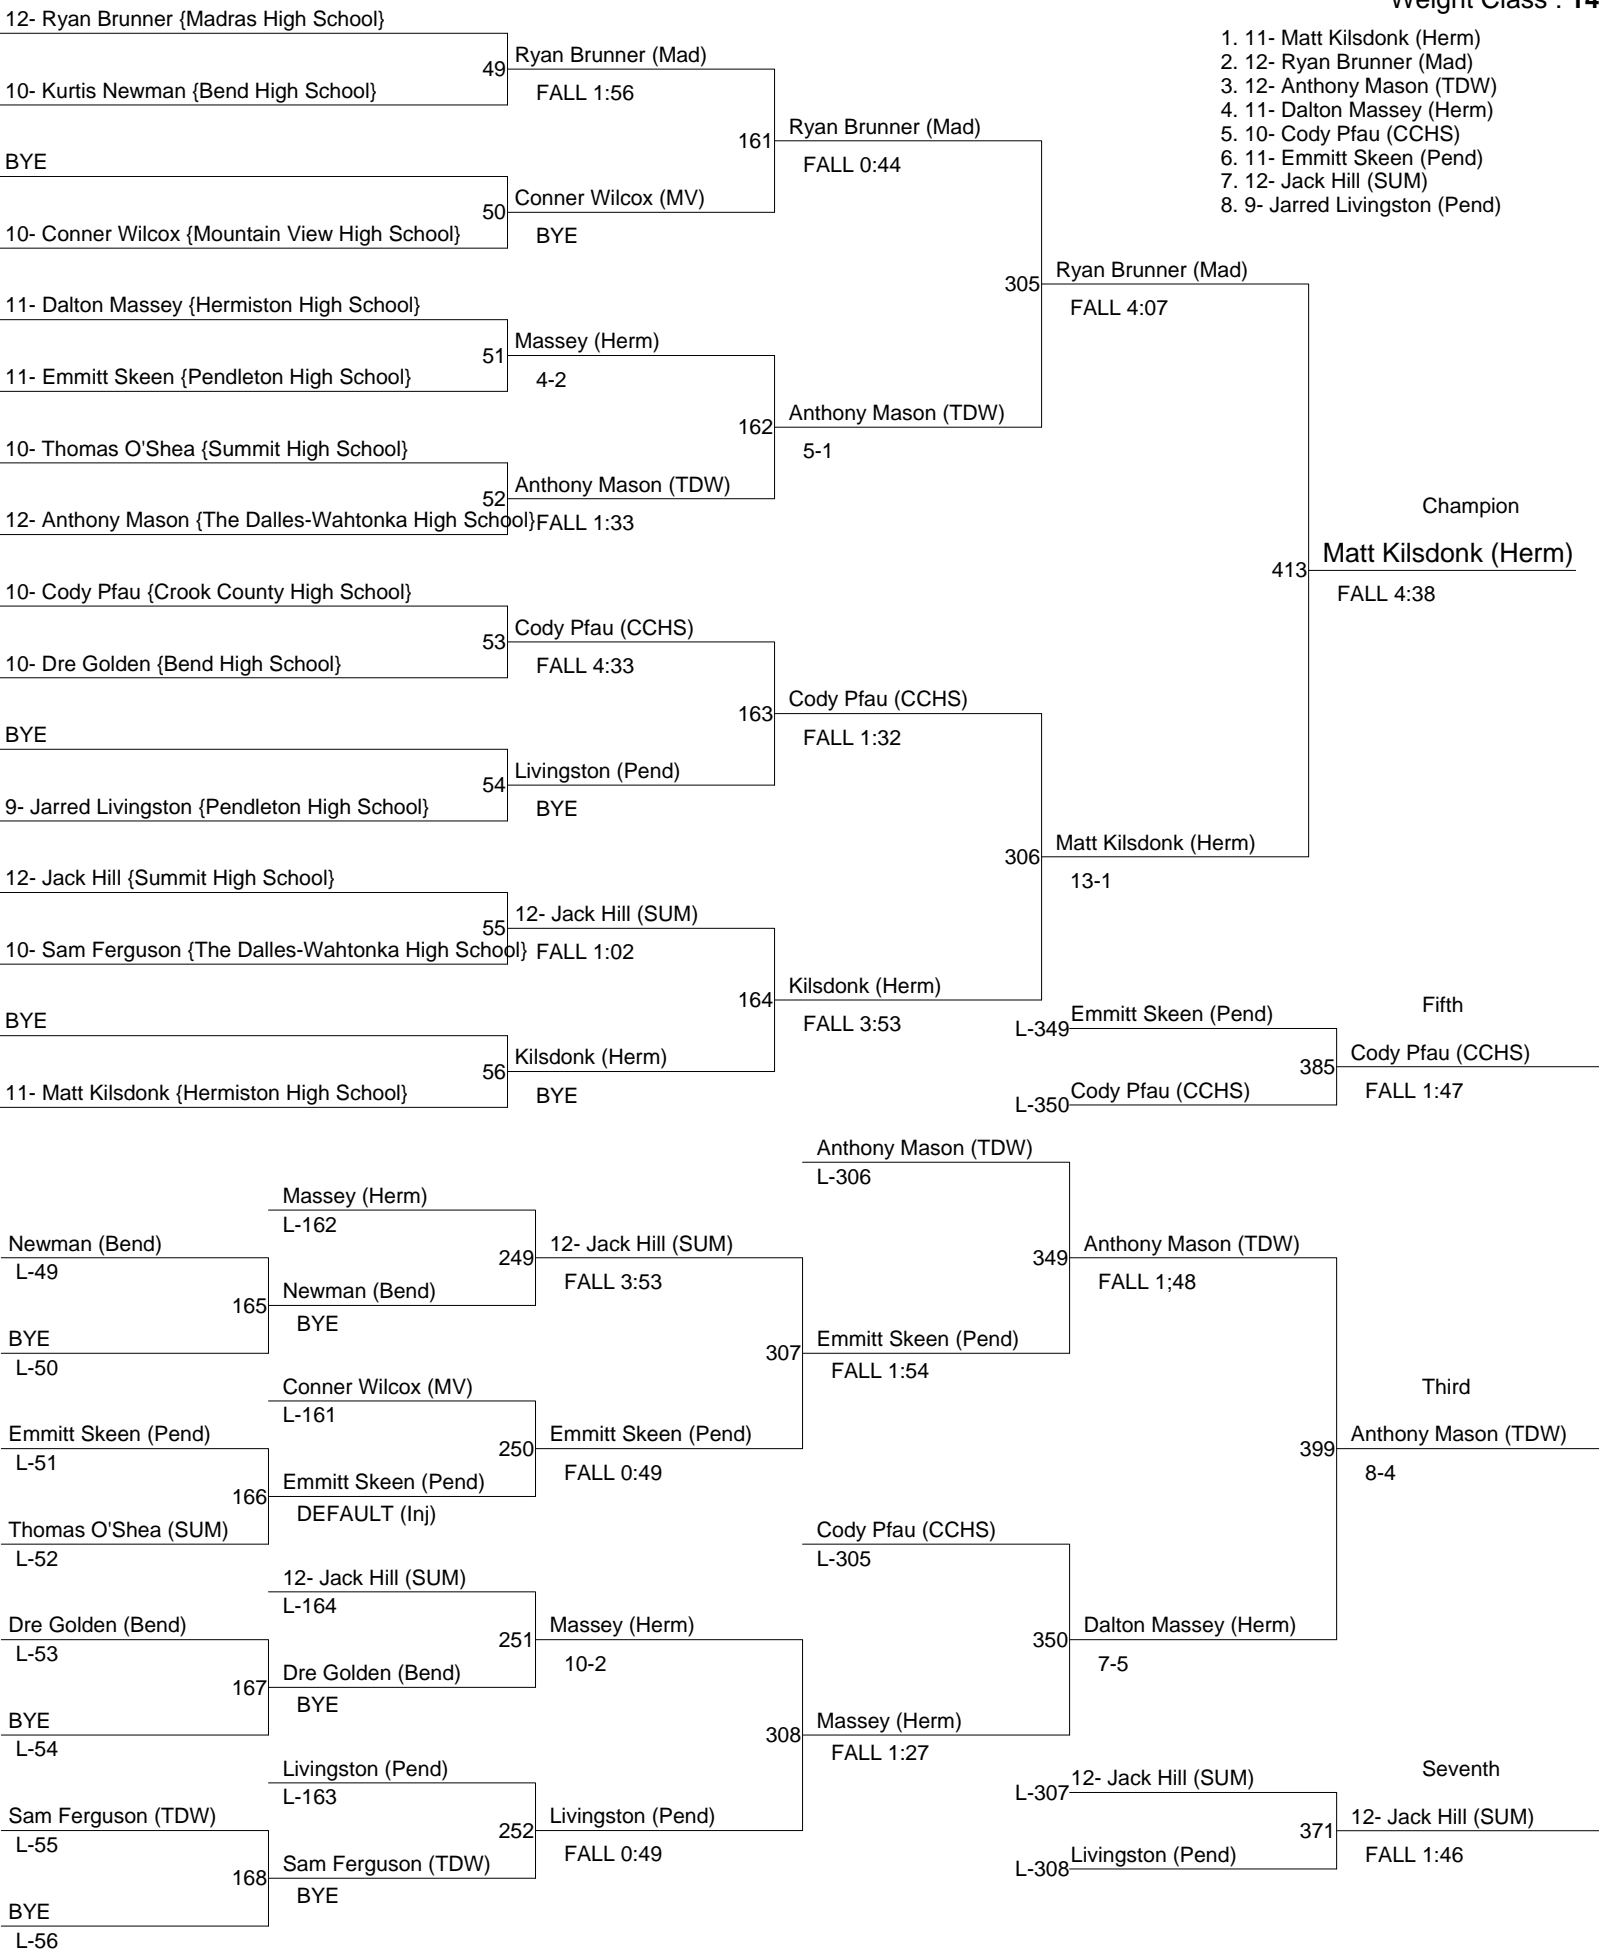 Weight Class : 14
1. 11- Matt Kilsdonk (Herm)
2. 12- Ryan Brunner (Mad)
3. 12- Anthony Mason (TDW)
4. 11- Dalton Massey (Herm)
5. 10- Cody Pfau (CCHS)
6. 11- Emmitt Skeen (Pend)
7. 12- Jack Hill (SUM)
8. 9- Jarred Livingston (Pend)
12- Ryan Brunner {Madras High School}
10- Kurtis Newman {Bend High School}
BYE
10- Conner Wilcox {Mountain View High School}
11- Dalton Massey {Hermiston High School}
11- Emmitt Skeen {Pendleton High School}
10- Thomas O'Shea {Summit High School}
12- Anthony Mason {The Dalles-Wahtonka High School}
10- Cody Pfau {Crook County High School}
10- Dre Golden {Bend High School}
BYE
9- Jarred Livingston {Pendleton High School}
12- Jack Hill {Summit High School}
10- Sam Ferguson {The Dalles-Wahtonka High School}
BYE
11- Matt Kilsdonk {Hermiston High School}
49 Ryan Brunner (Mad)
FALL 1:56
50 Conner Wilcox (MV)
BYE
51 Massey (Herm)
4-2
52 Anthony Mason (TDW)
FALL 1:33
53 Cody Pfau (CCHS)
FALL 4:33
54 Livingston (Pend)
BYE
55 12- Jack Hill (SUM)
FALL 1:02
56 Kilsdonk (Herm)
BYE
161 Ryan Brunner (Mad)
FALL 0:44
162 Anthony Mason (TDW)
5-1
163 Cody Pfau (CCHS)
FALL 1:32
164 Kilsdonk (Herm)
FALL 3:53
305 Ryan Brunner (Mad)
FALL 4:07
306 Matt Kilsdonk (Herm)
13-1
Champion
413 Matt Kilsdonk (Herm)
FALL 4:38
Fifth
L-349 Emmitt Skeen (Pend)
L-350 Cody Pfau (CCHS)
385 Cody Pfau (CCHS)
FALL 1:47
Newman (Bend)
L-49
BYE
L-50
Emmitt Skeen (Pend)
L-51
Thomas O'Shea (SUM)
L-52
Dre Golden (Bend)
L-53
BYE
L-54
Sam Ferguson (TDW)
L-55
BYE
L-56
Massey (Herm)
L-162
165 Newman (Bend)
BYE
Conner Wilcox (MV)
L-161
166 Emmitt Skeen (Pend)
DEFAULT (Inj)
12- Jack Hill (SUM)
L-164
167 Dre Golden (Bend)
BYE
Livingston (Pend)
L-163
168 Sam Ferguson (TDW)
BYE
249 12- Jack Hill (SUM)
FALL 3:53
250 Emmitt Skeen (Pend)
FALL 0:49
251 Massey (Herm)
10-2
252 Livingston (Pend)
FALL 0:49
Anthony Mason (TDW)
L-306
307 Emmitt Skeen (Pend)
FALL 1:54
Cody Pfau (CCHS)
L-305
308 Massey (Herm)
FALL 1:27
349 Anthony Mason (TDW)
FALL 1;48
350 Dalton Massey (Herm)
7-5
Third
399 Anthony Mason (TDW)
8-4
Seventh
L-307 12- Jack Hill (SUM)
L-308 Livingston (Pend)
371 12- Jack Hill (SUM)
FALL 1:46